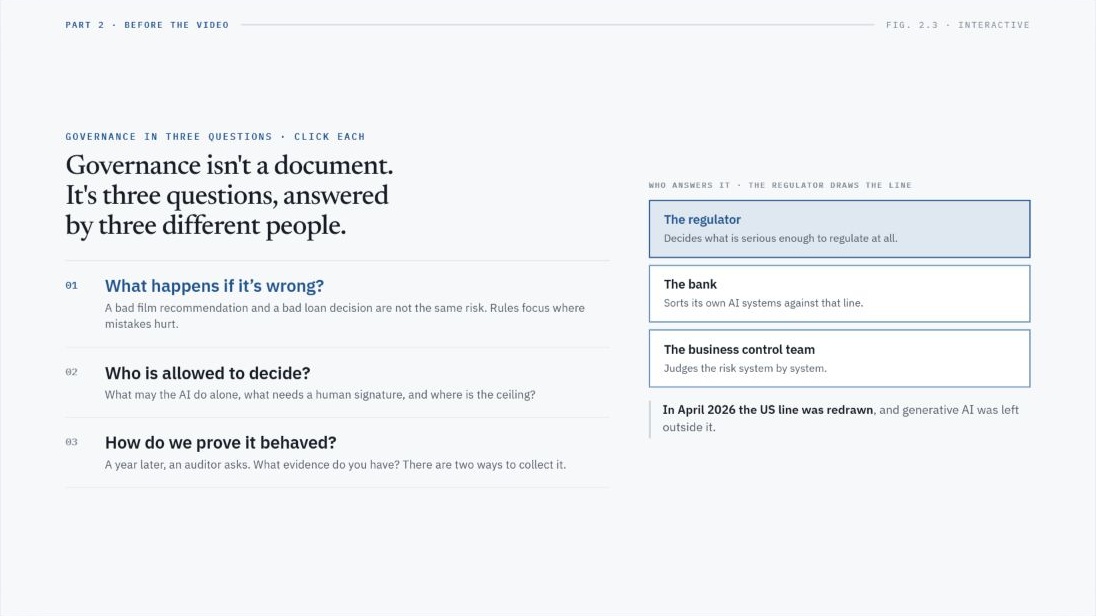 PART 2 · BEFORE THE VIDEO
FIG. 2.3 · INTERACTIVE
GOVERNANCE IN THREE QUESTIONS · CLICK EACH
Governance isn't a document.
It's three questions, answered
by three different people.
01 What happens if it’s wrong?
A bad film recommendation and a bad loan decision are not the same risk. Rules focus where
mistakes hurt.
02 Who is allowed to decide?
What may the AI do alone, what needs a human signature, and where is the ceiling?
03 How do we prove it behaved?
A year later, an auditor asks. What evidence do you have? There are two ways to collect it.
WHO ANSWERS IT · THE REGULATOR DRAWS THE LINE
The regulator
Decides what is serious enough to regulate at all.
The bank
Sorts its own AI systems against that line.
The business control team
Judges the risk system by system.
In April 2026 the US line was redrawn, and generative AI was left
outside it.